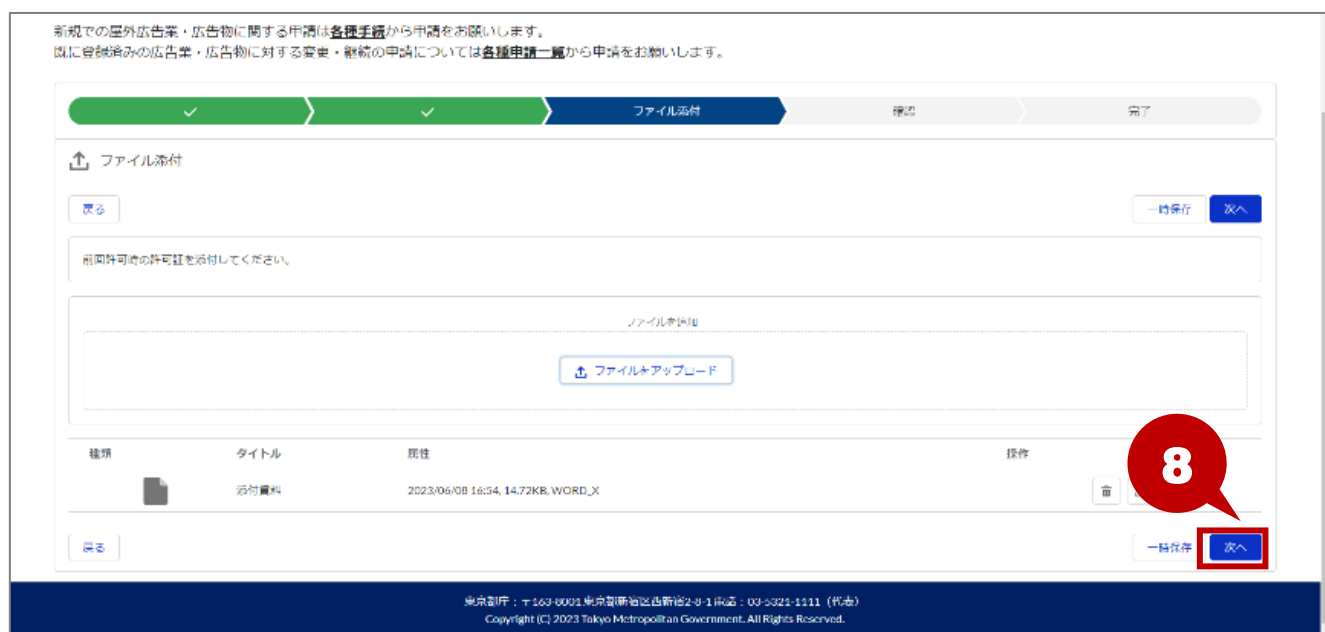 新規での屋外広告業・広告物に関する申請は各種手続から申請をお願いします。
既に登録済みの広告業・広告物に対する変更・継続の申請については各種申請一覧から申請をお願いします。
ファイル添付
確認
完了
ファイル添付
戻る
一時保存
次へ
前回許可時の許可証を添付してください。
ファイルを追加
ファイルをアップロード
種類
タイトル
属性
操作
添付資料
2023/06/08 16:54, 14.72KB, WORD_X
8
戻る
一時保存
次へ
東京都庁：〒163-8001 東京都新宿区西新宿2-8-1 電話：03-5321-1111（代表）
Copyright (C) 2023 Tokyo Metropolitan Government. All Rights Reserved.